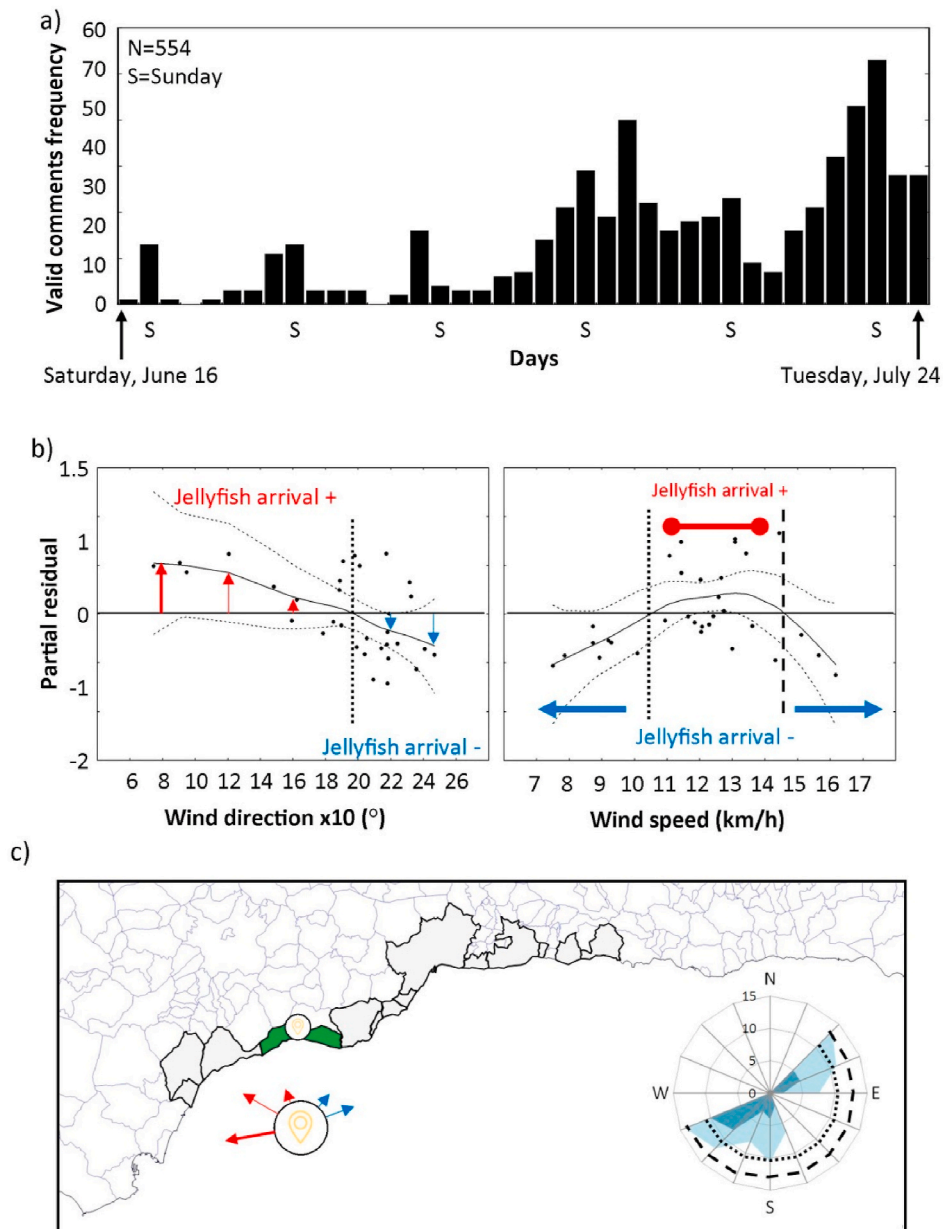 a)
60
70
50
40
30
20
10
0
Valid comments frequency
N=554
S=Sunday
S S S S S S
Days
Saturday, June 16
Tuesday, July 24
b)
1.5
1
0
-1
-2
Partial residual
Jellyfish arrival +
Jellyfish arrival -
6 8 10 12 14 16 18 20 22 24 26
Wind direction x10 (°)
Jellyfish arrival +
Jellyfish arrival -
7 8 9 10 11 12 13 14 15 16 17
Wind speed (km/h)
c)
N
15
10
5
0
W
E
S